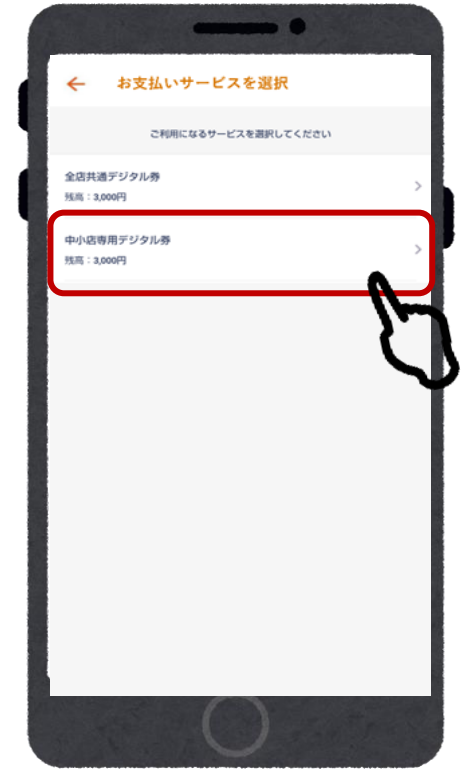 お支払いサービスを選択
ご利用になるサービスを選択してください
全店共通デジタル券
残高：3,000円
中小店専用デジタル券
残高：3,000円